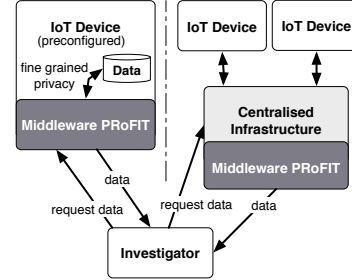 IoT Device
(preconfigured)
fine grained
privacy
Data
Middleware PRoFIT
IoT Device
IoT Device
Centralised
Infrastructure
Middleware PRoFIT
data
request data
request data
data
Investigator